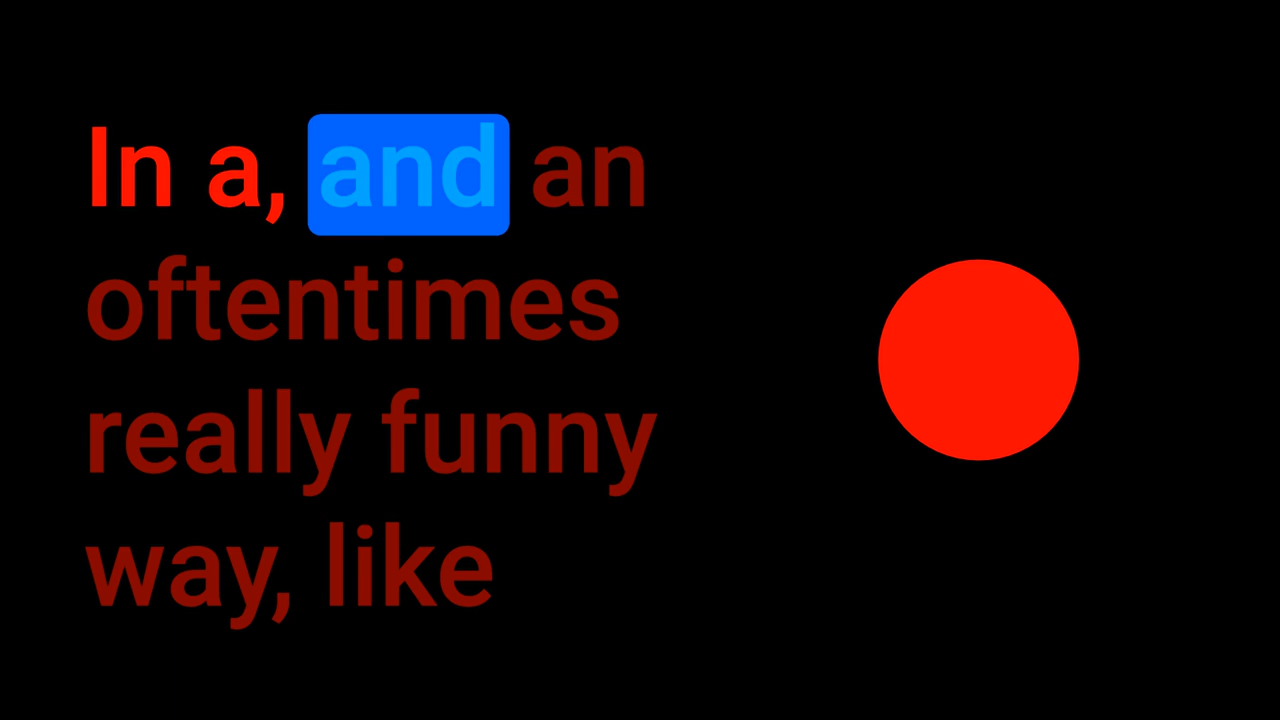 In a, and an
oftentimes
really funny
way, like